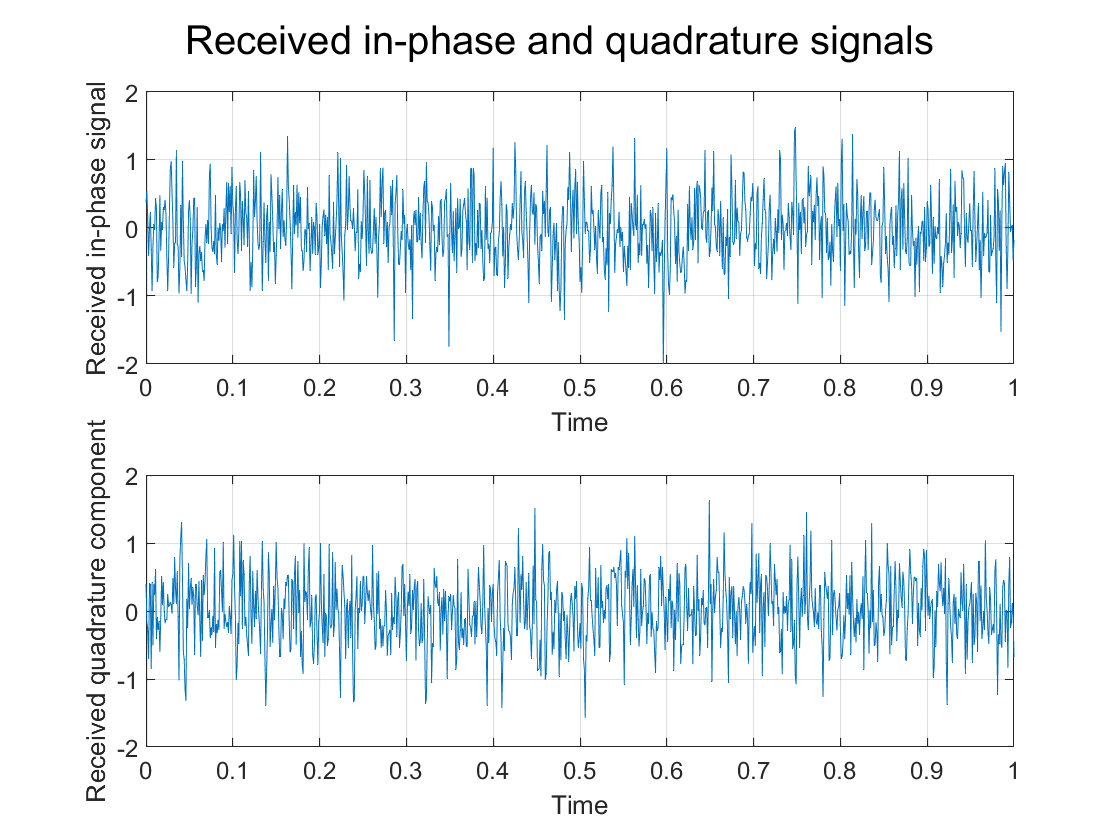 Received in-phase and quadrature signals
Received in-phase signal
2
1
0
-1
-2
0 0.1 0.2 0.3 0.4 0.5 0.6 0.7 0.8 0.9 1
Time
Received quadrature component
2
1
0
-1
-2
0 0.1 0.2 0.3 0.4 0.5 0.6 0.7 0.8 0.9 1
Time